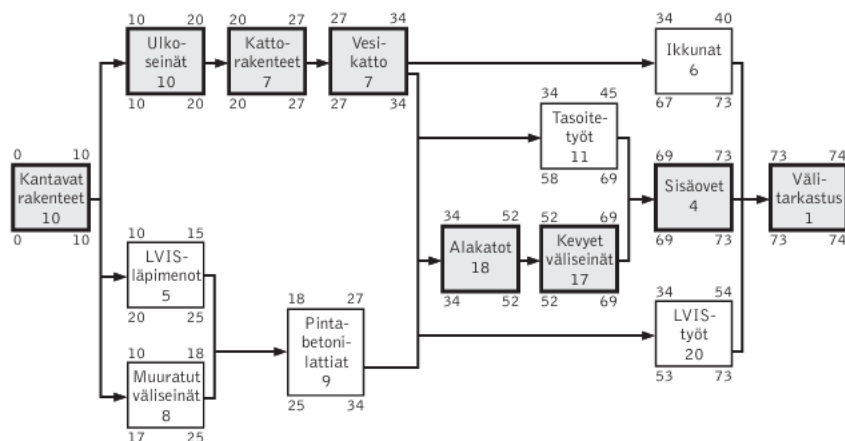 10 20 20 27 27 34 34 40
Ulko-
seinät
10
Katto-
rakenteet
7
Vesi-
katto
7
Ikkunat
6
10 20 20 27 27 34 67 73
34 45
Tasoite-
työt
11
58 69
0 10
Kantavat
rakenteet
10
0 10
69 73
Sisäovet
4
69 73
73 74
Väli-
tarkastus
1
73 74
10 15
LVIS-
läpimenot
5
20 25
34 52
Alakatot
18
34 52
52 69
Kevyet
väliseinät
17
52 69
18 27
Pinta-
betoni-
lattiat
9
25 34
34 54
LVIS-
työt
20
53 73
10 18
Muuratut
väliseinät
8
17 25